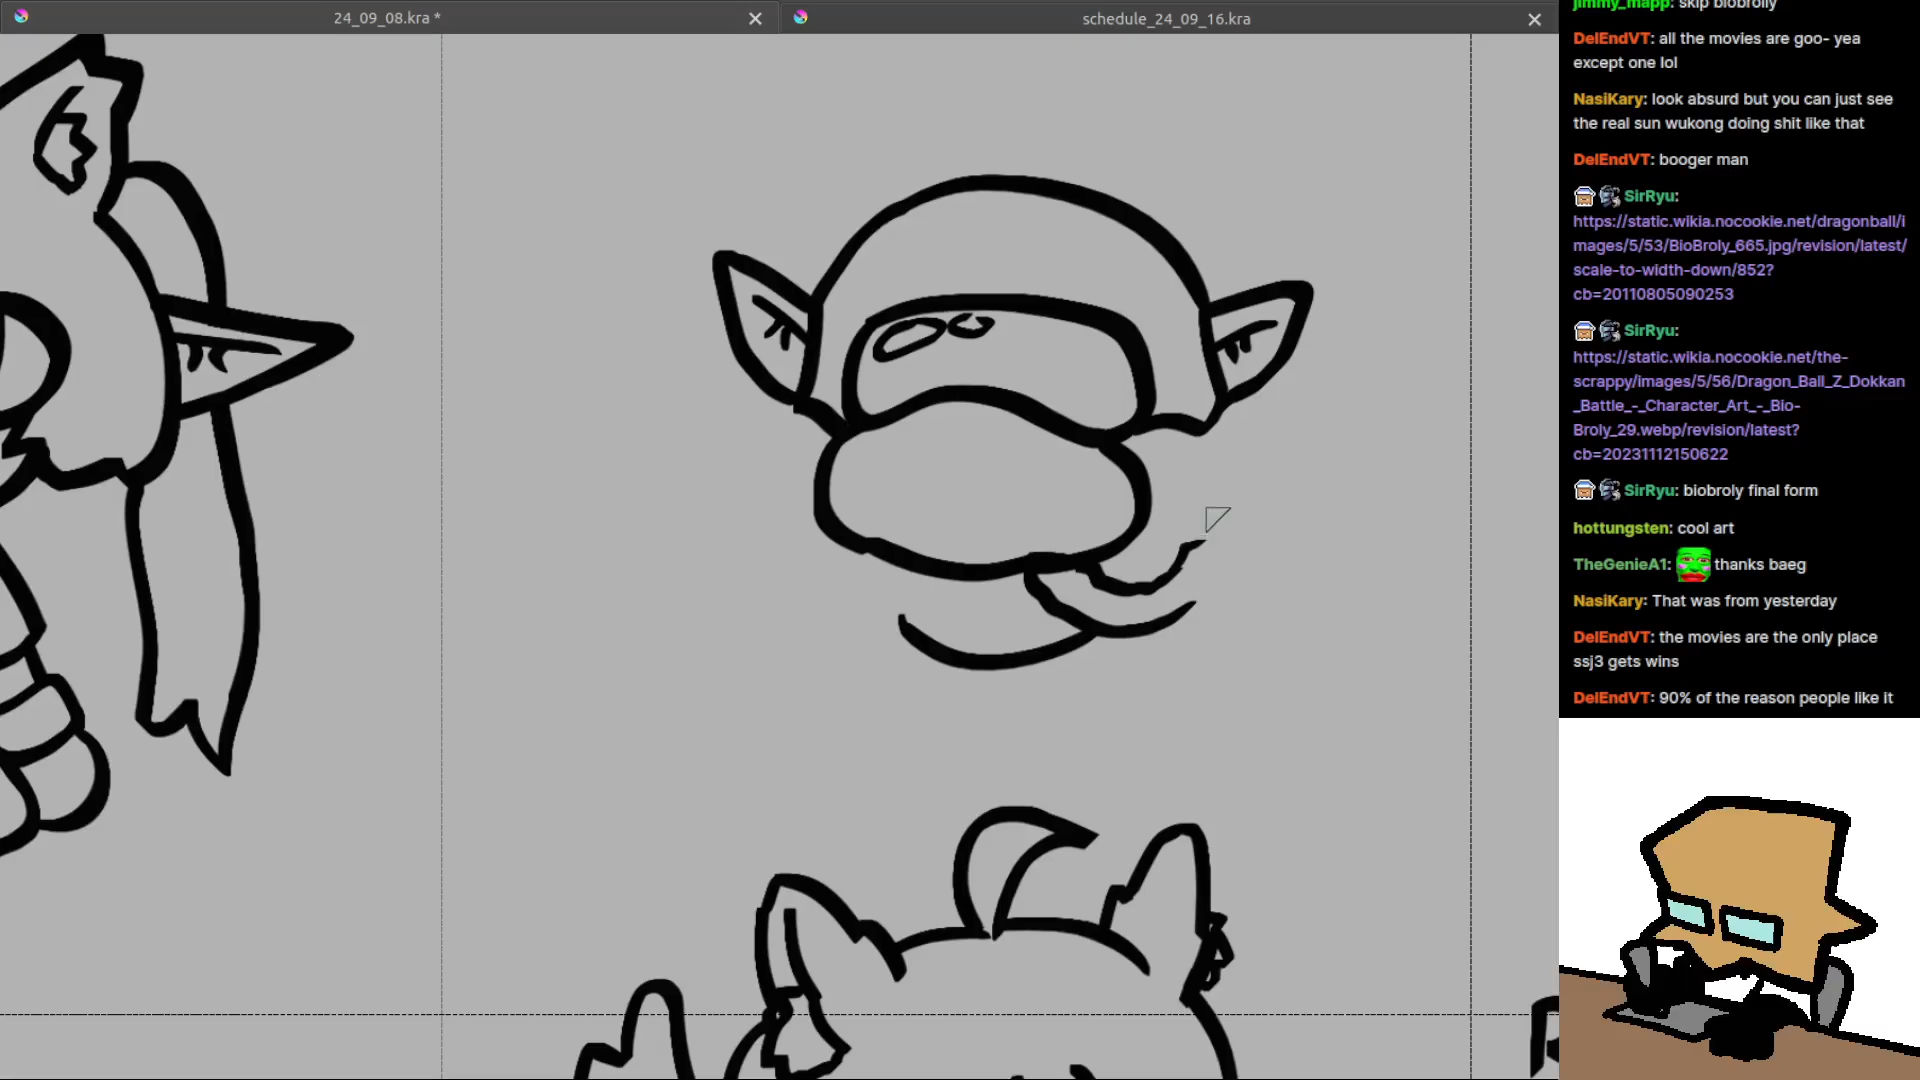 24_09_08.kra *
schedule_24_09_16.kra
jimmy_mapp: skip biobrolly
DelEndVT: all the movies are goo- yea
except one lol
NasiKary: look absurd but you can just see
the real sun wukong doing shit like that
DelEndVT: booger man
SirRyu:
https://static.wikia.nocookie.net/dragonball/i
mages/5/53/BioBroly_665.jpg/revision/latest/
scale-to-width-down/852?
cb=20110805090253
SirRyu:
https://static.wikia.nocookie.net/the-
scrappy/images/5/56/Dragon_Ball_Z_Dokkan
_Battle_-_Character_Art_-_Bio-
Broly_29.webp/revision/latest?
cb=20231112150622
SirRyu: biobroly final form
hottungsten: cool art
TheGenieA1: thanks baeg
NasiKary: That was from yesterday
DelEndVT: the movies are the only place
ssj3 gets wins
DelEndVT: 90% of the reason people like it